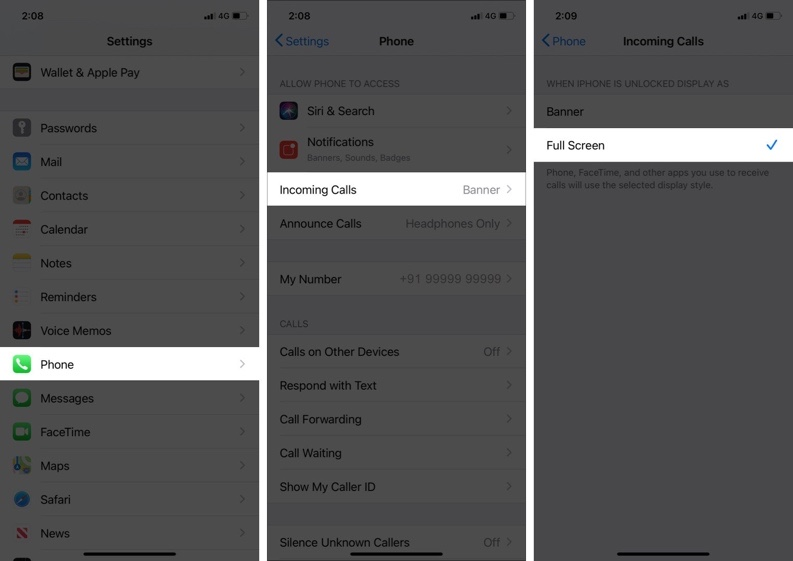 2:08
4G
Settings
Wallet & Apple Pay
Passwords
Mail
Contacts
Calendar
Notes
Reminders
Voice Memos
Phone
Messages
FaceTime
Maps
Safari
News
2:08
4G
Settings
Phone
ALLOW PHONE TO ACCESS
Siri & Search
Notifications
Banners, Sounds, Badges
Incoming Calls Banner
Announce Calls Headphones Only
My Number +91 99999 99999
CALLS
Calls on Other Devices Off
Respond with Text
Call Forwarding
Call Waiting
Show My Caller ID
Silence Unknown Callers Off
2:09
4G
Phone
Incoming Calls
WHEN IPHONE IS UNLOCKED DISPLAY AS
Banner
Full Screen
Phone, FaceTime, and other apps you use to receive
calls will use the selected display style.